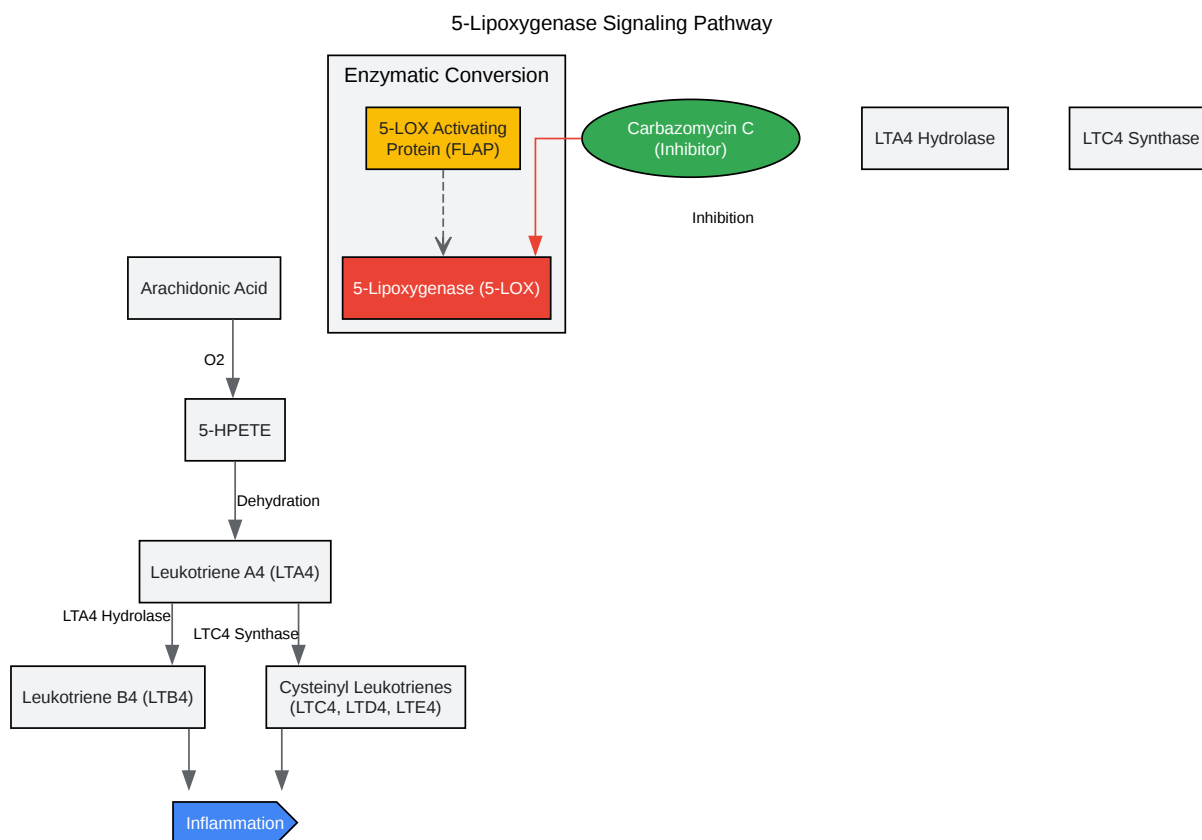 5-Lipoxygenase Signaling Pathway
Enzymatic Conversion
5-LOX Activating
Protein (FLAP)
Carbazomycin C
(Inhibitor)
LTA4 Hydrolase
LTC4 Synthase
Inhibition
Arachidonic Acid
5-Lipoxygenase (5-LOX)
O2
5-HPETE
Dehydration
Leukotriene A4 (LTA4)
LTA4 Hydrolase
LTC4 Synthase
Leukotriene B4 (LTB4)
Cysteinyl Leukotrienes
(LTC4, LTD4, LTE4)
Inflammation